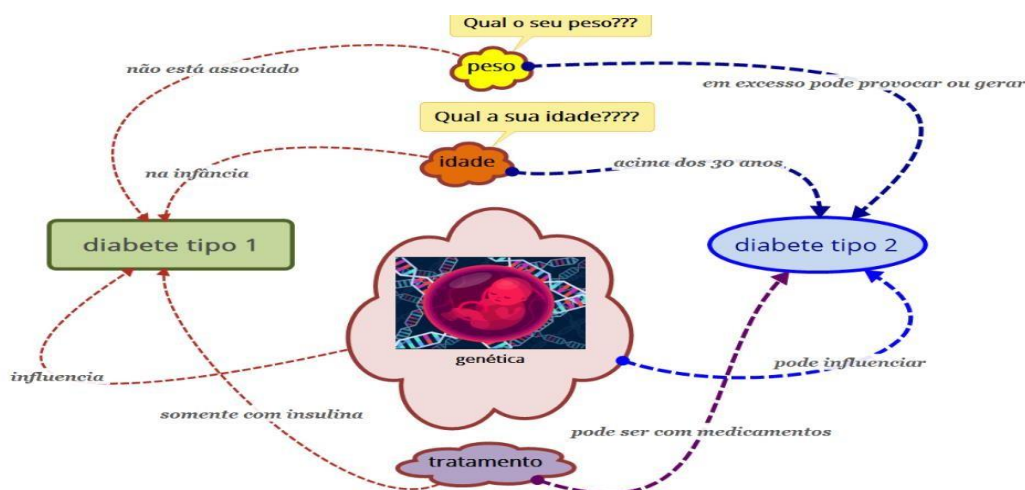 Qual o seu peso???
peso
não está associado
em excesso pode provocar ou gerar
Qual a sua idade????
idade
na infância
acima dos 30 anos
diabete tipo 1
diabete tipo 2
genética
influencia
pode influenciar
somente com insulina
pode ser com medicamentos
tratamento